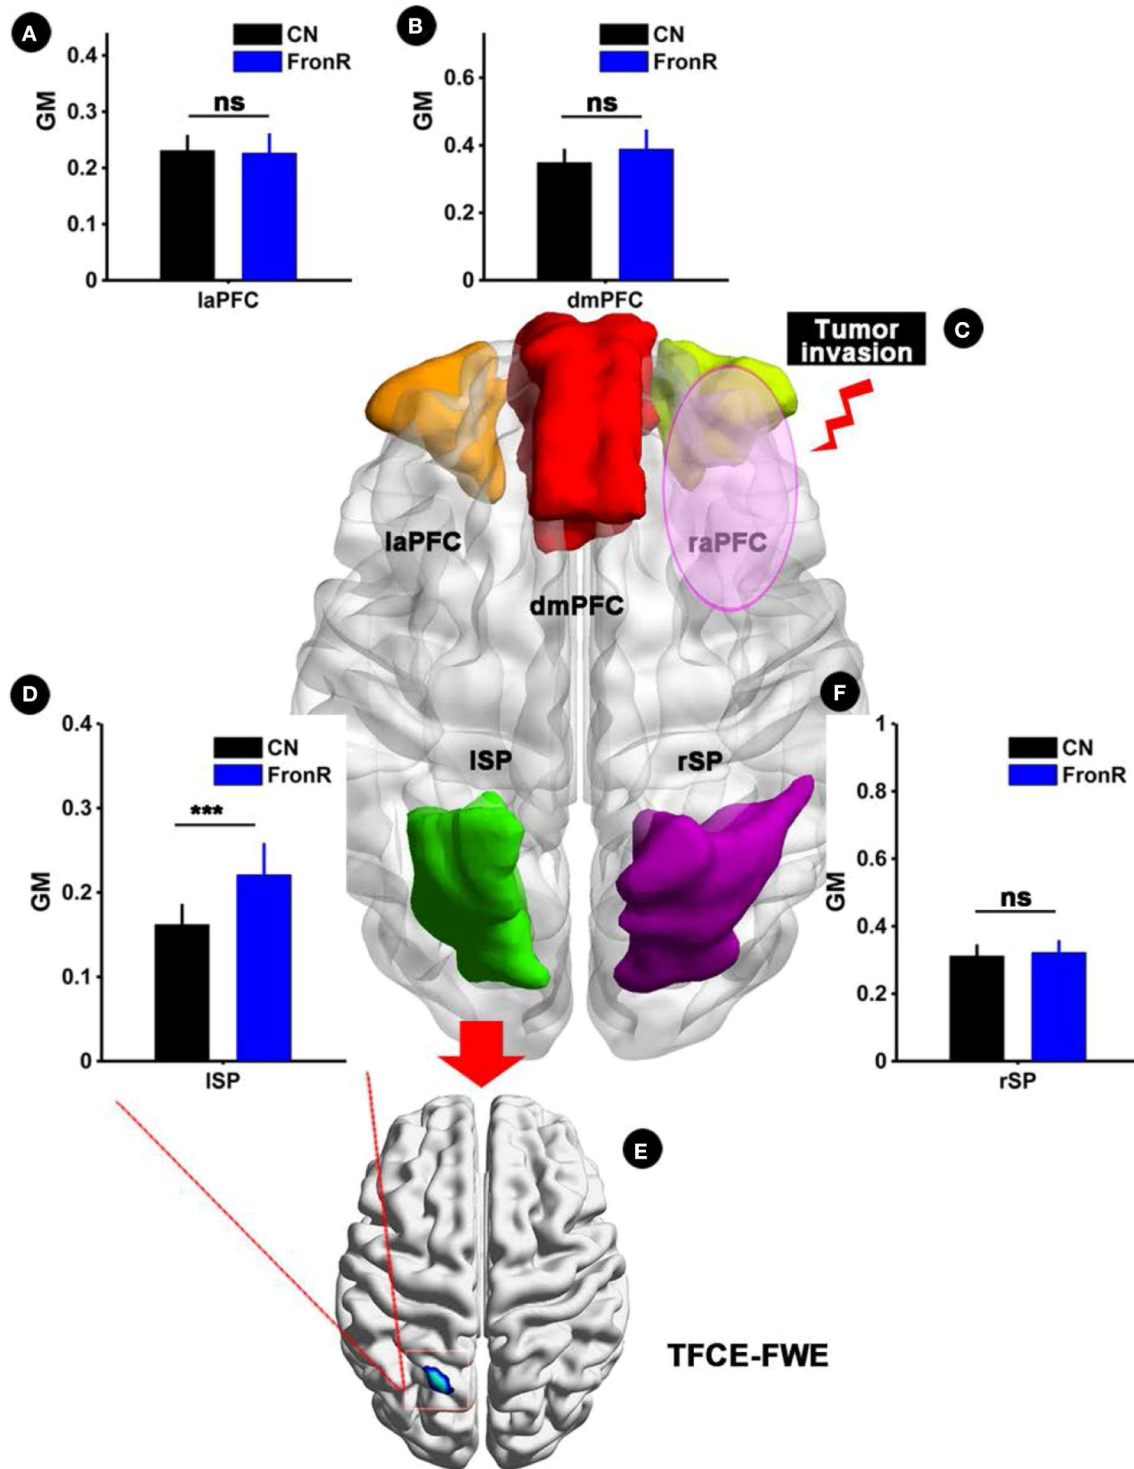 A
CN
FronR
0.4
0.3
0.2
0.1
0
GM
ns
laPFC
B
CN
FronR
0.6
0.4
0.2
0
GM
ns
dmPFC
Tumor
invasion
C
laPFC
raPFC
dmPFC
D
0.4
0.3
0.2
0.1
0
GM
CN
FronR
***
lSP
lSP
rSP
F
1
0.8
0.6
0.4
0.2
0
GM
CN
FronR
ns
rSP
E
TFCE-FWE